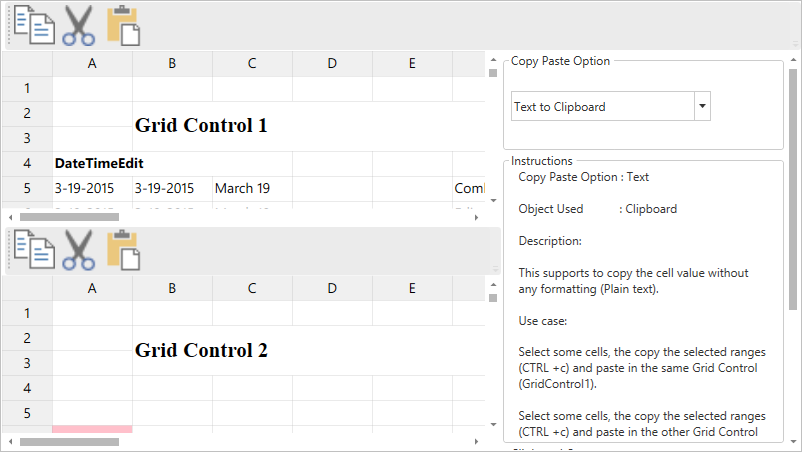 A B C D E
1
2
Grid Control 1
3
4 DateTimeEdit
5 3-19-2015 3-19-2015 March 19
A B C D E
1
2
Grid Control 2
3
4
5
Copy Paste Option
Text to Clipboard
Instructions
Copy Paste Option : Text
Object Used : Clipboard
Description:
This supports to copy the cell value without
any formatting (Plain text).
Use case:
Select some cells, the copy the selected ranges
(CTRL +c) and paste in the same Grid Control
(GridControl1).
Select some cells, the copy the selected ranges
(CTRL +c) and paste in the other Grid Control